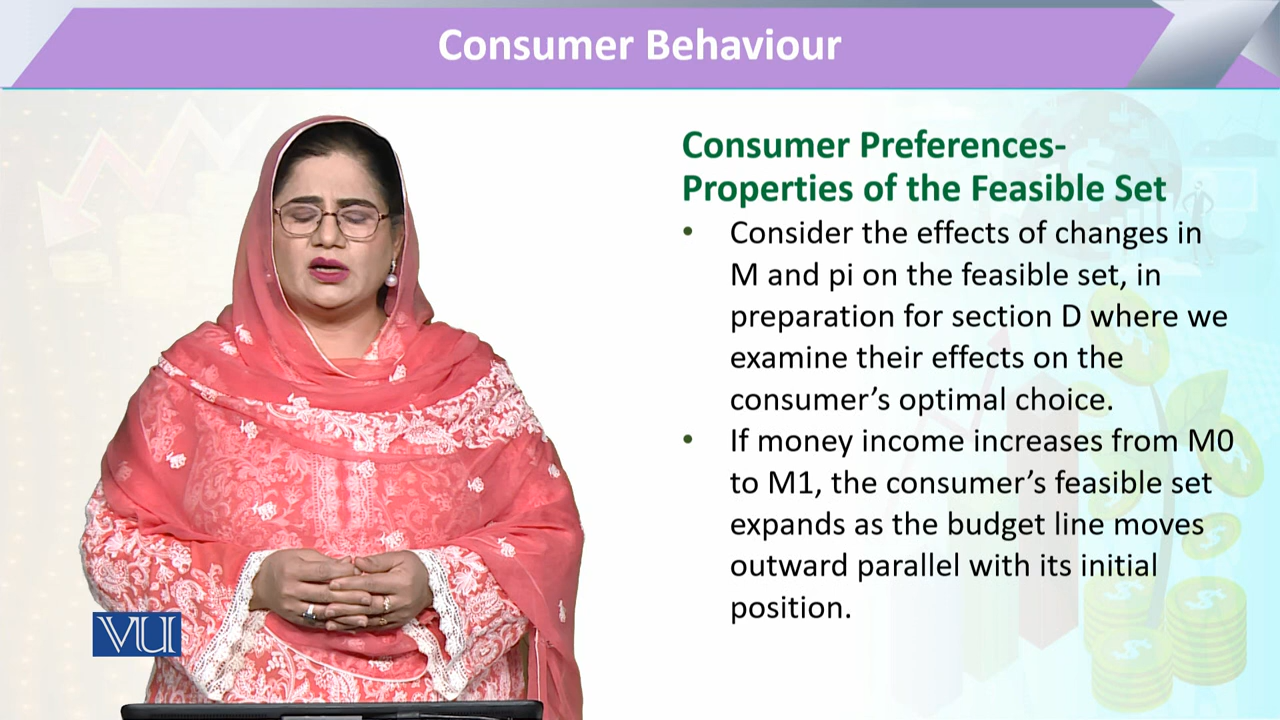 Consumer Behaviour
Consumer Preferences-
Properties of the Feasible Set
• Consider the effects of changes in
M and pi on the feasible set, in
preparation for section D where we
examine their effects on the
consumer’s optimal choice.
• If money income increases from M0
to M1, the consumer’s feasible set
expands as the budget line moves
outward parallel with its initial
position.
VU